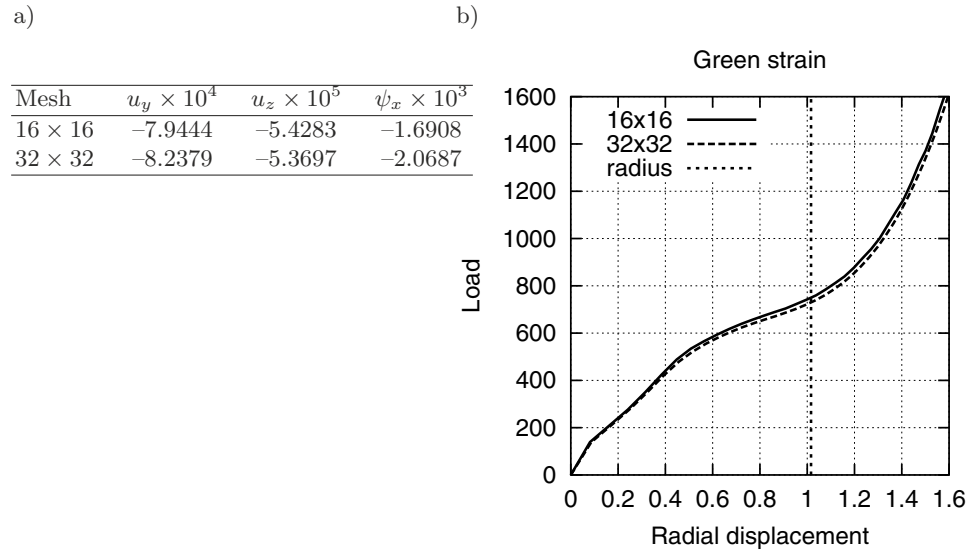 a)
Mesh u_y × 10^4 u_z × 10^5 ψ_x × 10^3
16 × 16 –7.9444 –5.4283 –1.6908
32 × 32 –8.2379 –5.3697 –2.0687
b)
Green strain
1600
1400
1200
1000
800
600
400
200
0
Load
16x16
32x32
radius
0 0.2 0.4 0.6 0.8 1 1.2 1.4 1.6
Radial displacement